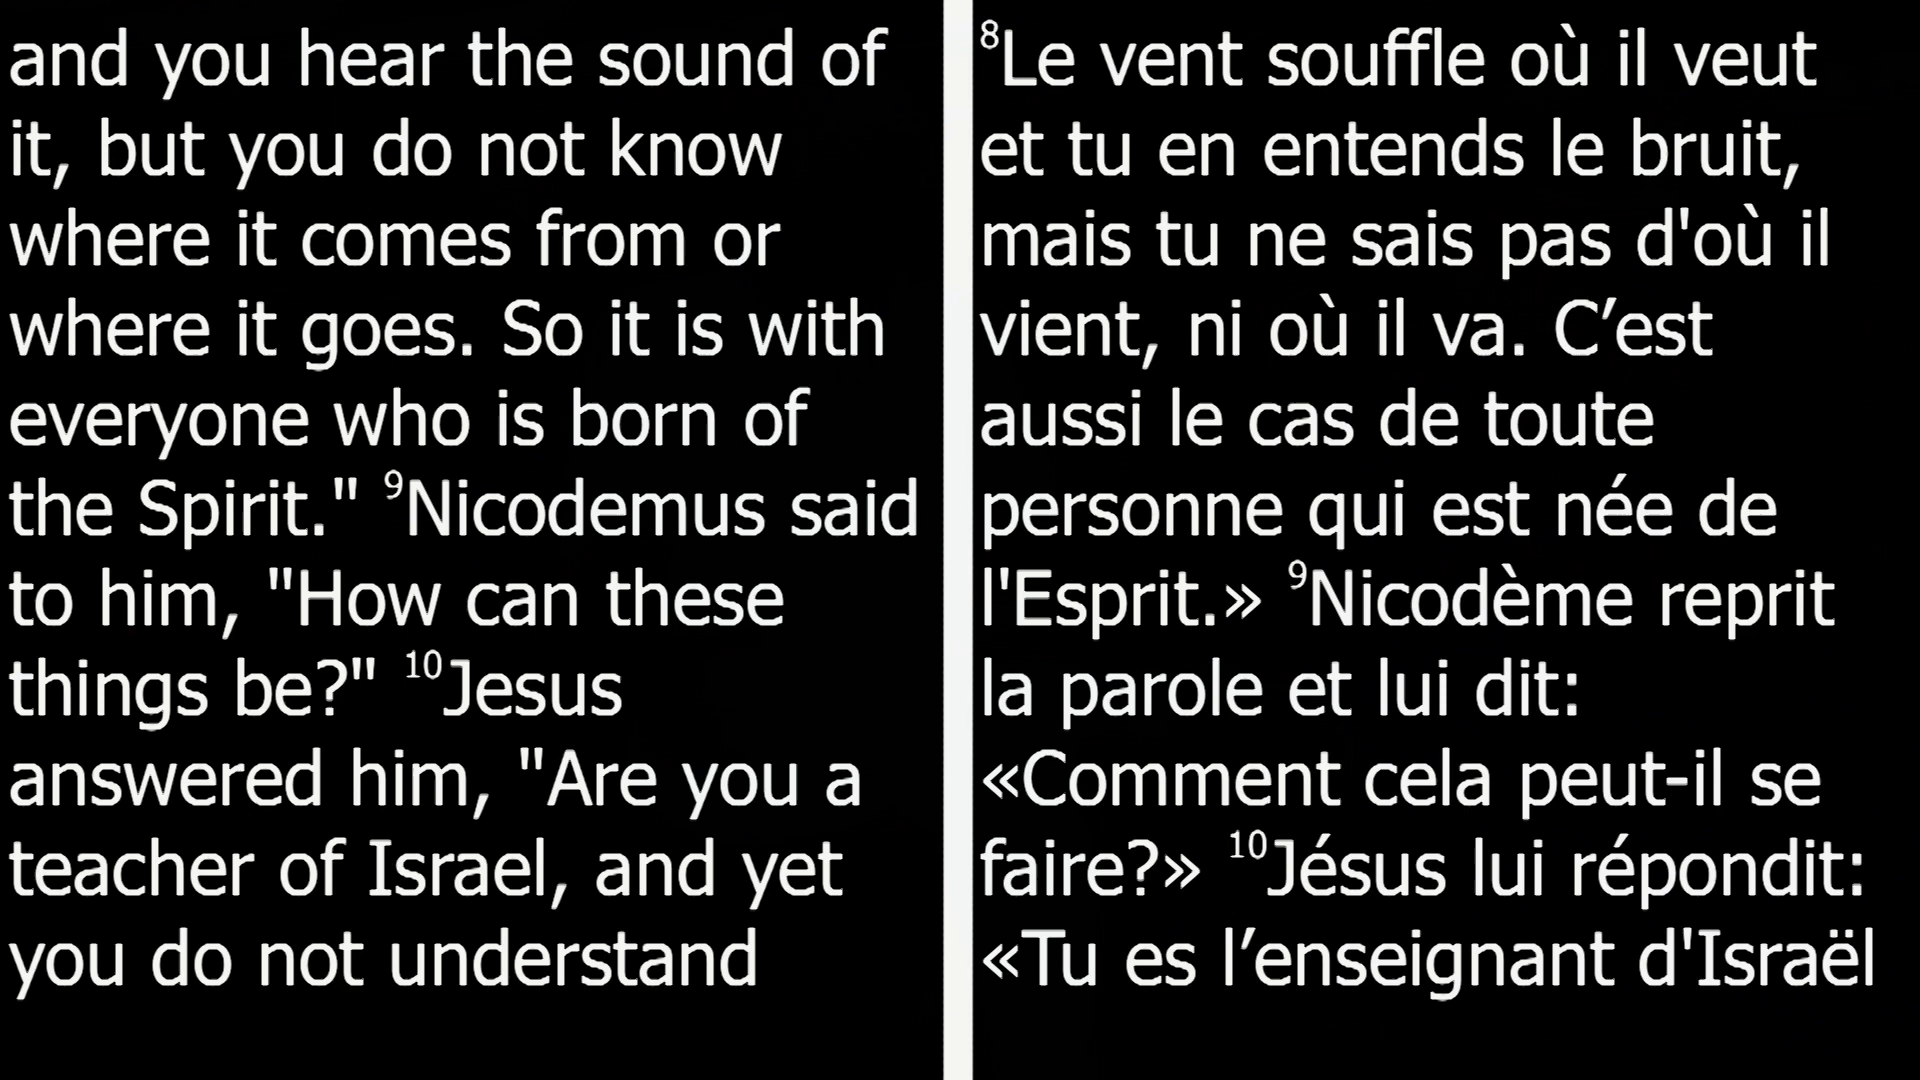 and you hear the sound of
it, but you do not know
where it comes from or
where it goes. So it is with
everyone who is born of
the Spirit." ⁹Nicodemus said
to him, "How can these
things be?" ¹⁰Jesus
answered him, "Are you a
teacher of Israel, and yet
you do not understand
⁸Le vent souffle où il veut
et tu en entends le bruit,
mais tu ne sais pas d'où il
vient, ni où il va. C’est
aussi le cas de toute
personne qui est née de
l'Esprit.» ⁹Nicodème reprit
la parole et lui dit:
«Comment cela peut-il se
faire?» ¹⁰Jésus lui répondit:
«Tu es l’enseignant d'Israël